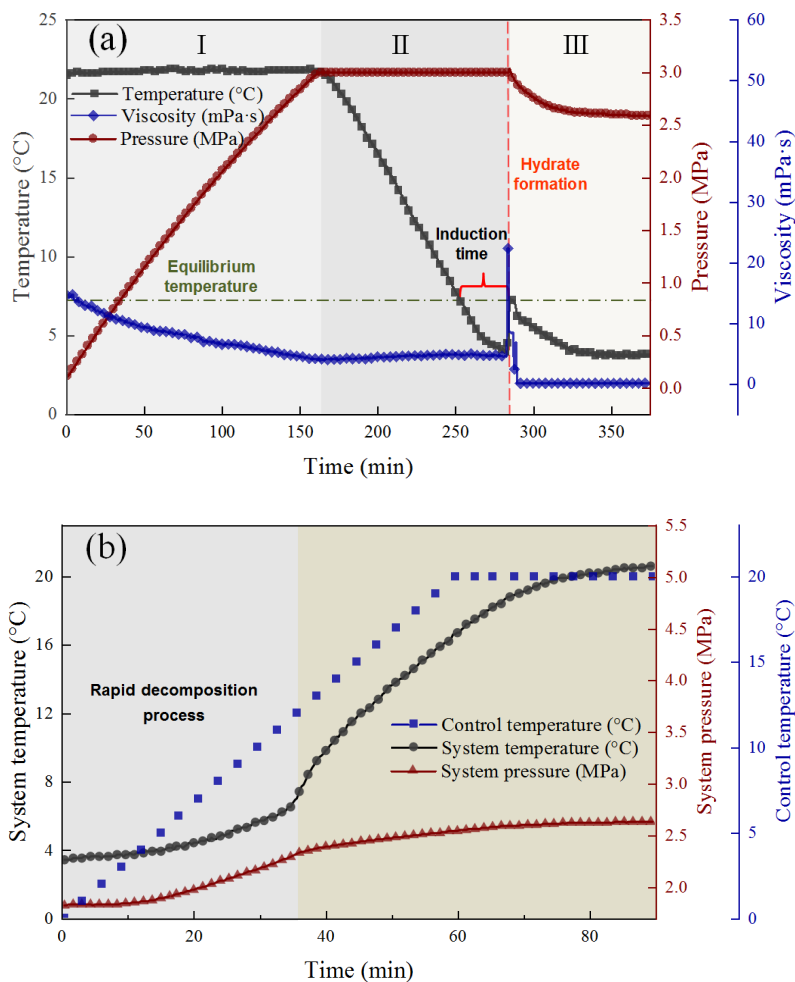 (a)
I
II
III
25
20
15
10
5
0
Temperature (°C)
Temperature (°C)
Viscosity (mPa·s)
Pressure (MPa)
Equilibrium
temperature
Induction
time
Hydrate
formation
3.0
2.5
2.0
1.5
1.0
0.5
0.0
Pressure (MPa)
60
50
40
30
20
10
0
Viscosity (mPa·s)
0
50
100
150
200
250
300
350
Time (min)
(b)
20
16
12
8
4
0
System temperature (°C)
Rapid decomposition
process
Control temperature (°C)
System temperature (°C)
System pressure (MPa)
5.5
5.0
4.5
4.0
3.5
3.0
2.5
2.0
System pressure (MPa)
20
15
10
5
0
Control temperature (°C)
0
20
40
60
80
Time (min)